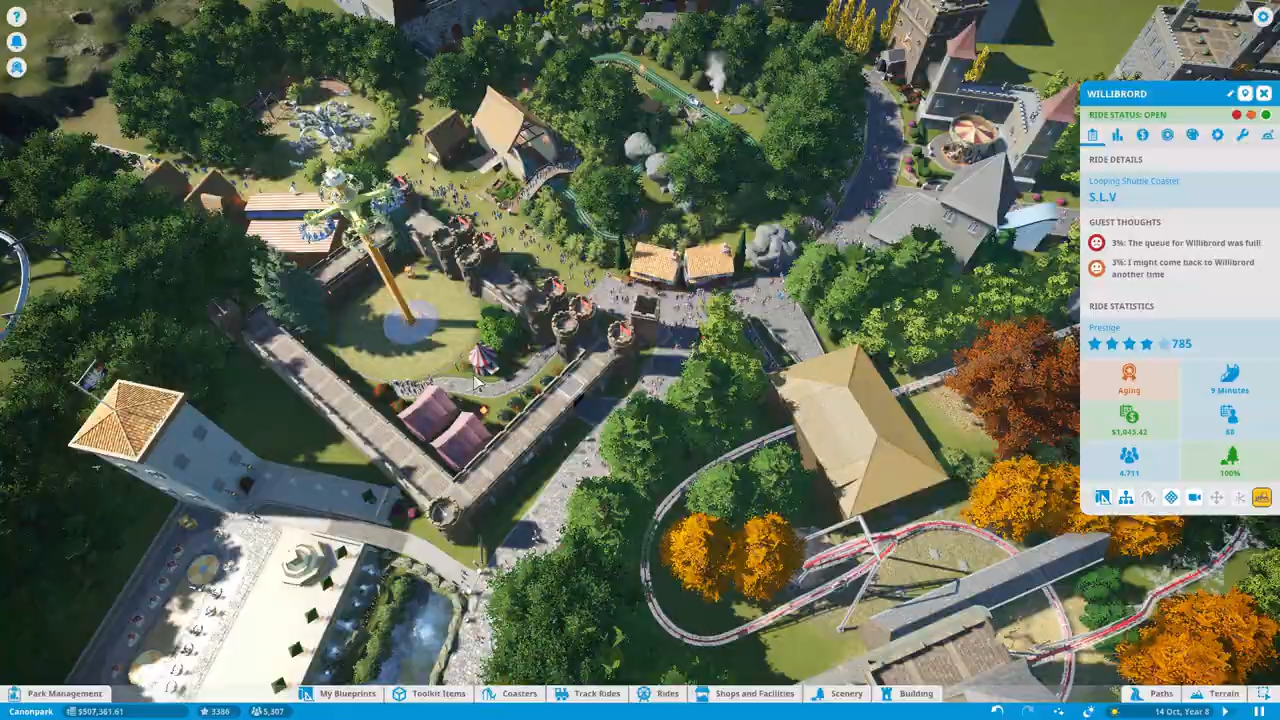 WILLIBRORD
RIDE STATUS: OPEN
RIDE DETAILS
Looping Shuttle Coaster
S.L.V
GUEST THOUGHTS
3%: The queue for Willibrord was full!
3%: I might come back to Willibrord
another time
RIDE STATISTICS
Prestige
785
Aging
9 Minutes
$1,045.42
88
4,711
100%
Park Management
My Blueprints
Toolkit Items
Coasters
Track Rides
Rides
Shops and Facilities
Scenery
Building
Paths
Terrain
Canonpark
$507,361.61
3386
5,307
14 Oct, Year 8